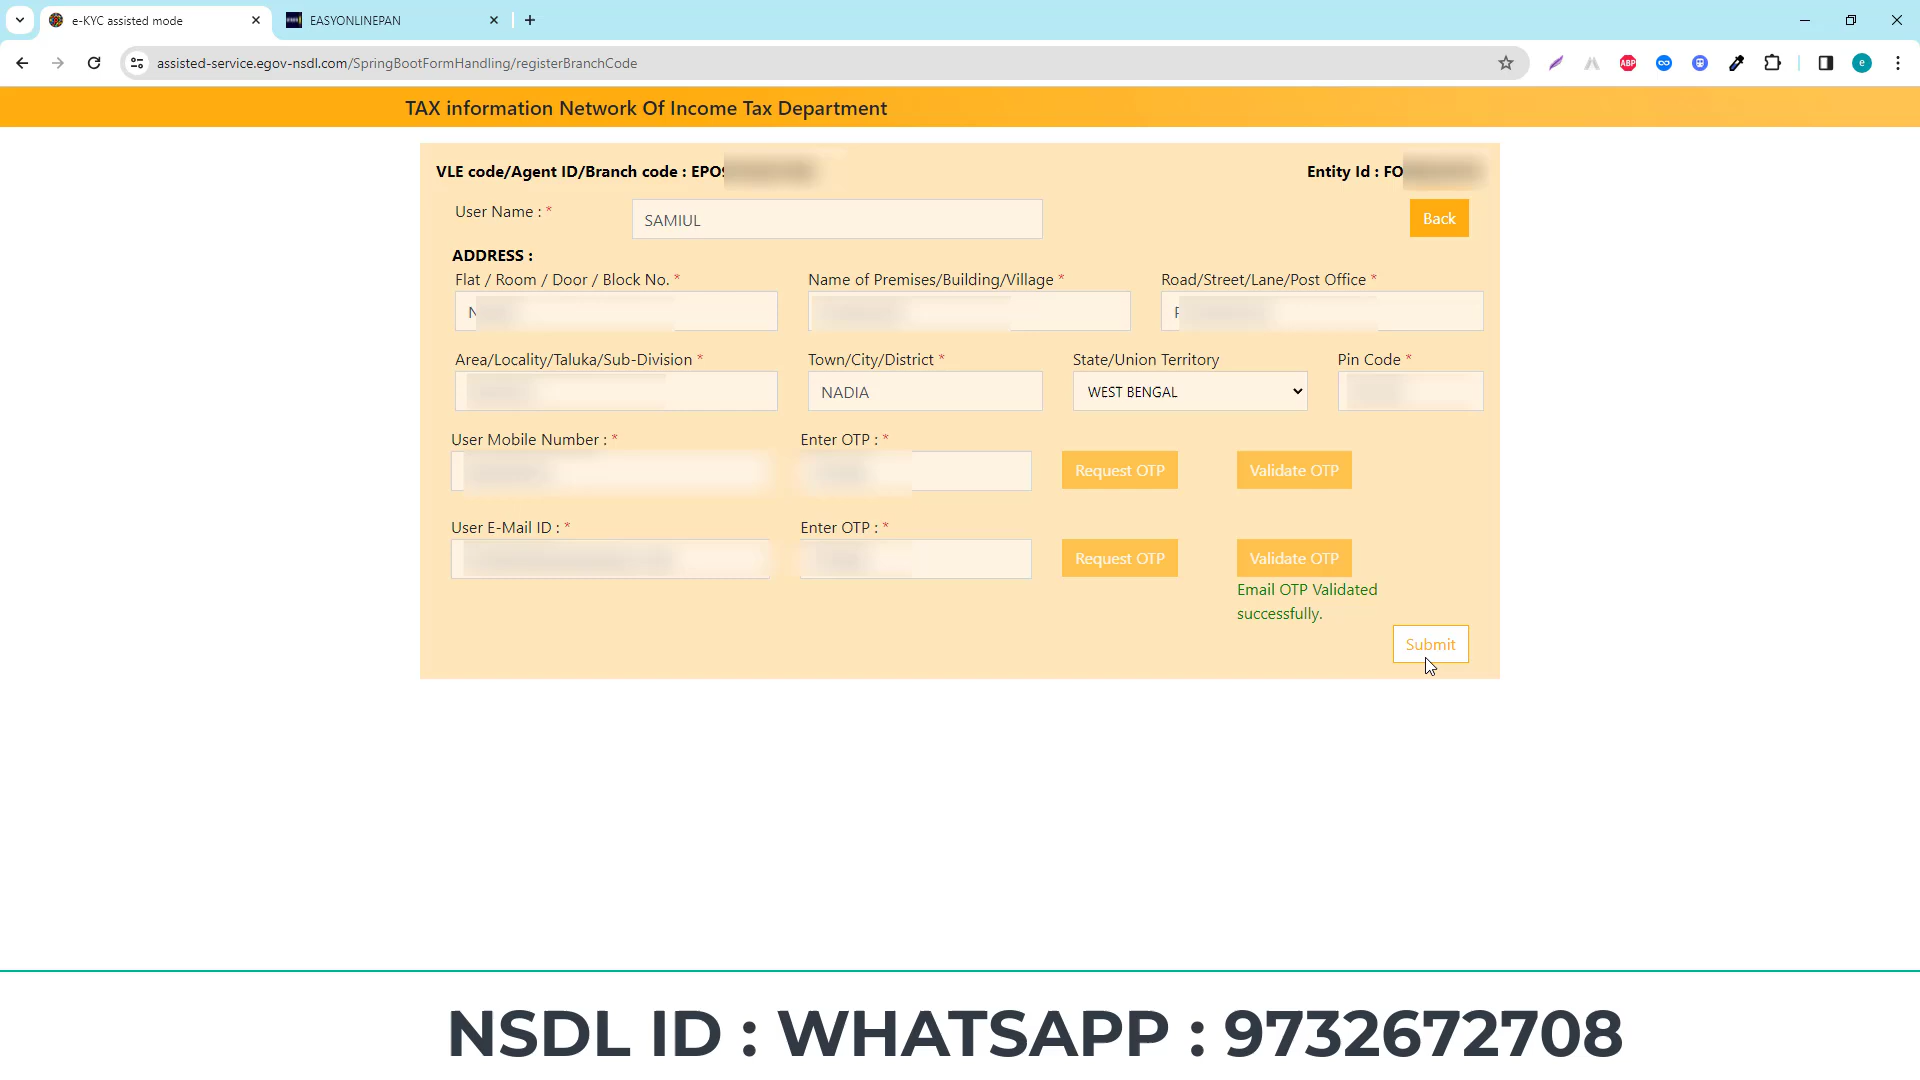 e-KYC assisted mode
EASYONLINEPAN
assisted-service.egov-nsdl.com/SpringBootFormHandling/registerBranchCode
ABP
e
TAX information Network Of Income Tax Department
VLE code/Agent ID/Branch code : EPOS
Entity Id : FO
User Name : *
SAMIUL
Back
ADDRESS :
Flat / Room / Door / Block No. *
Name of Premises/Building/Village *
Road/Street/Lane/Post Office *
Area/Locality/Taluka/Sub-Division *
Town/City/District *
State/Union Territory
Pin Code *
NADIA
WEST BENGAL
User Mobile Number : *
Enter OTP : *
Request OTP
Validate OTP
User E-Mail ID : *
Enter OTP : *
Request OTP
Validate OTP
Email OTP Validated
successfully.
Submit
NSDL ID : WHATSAPP : 9732672708